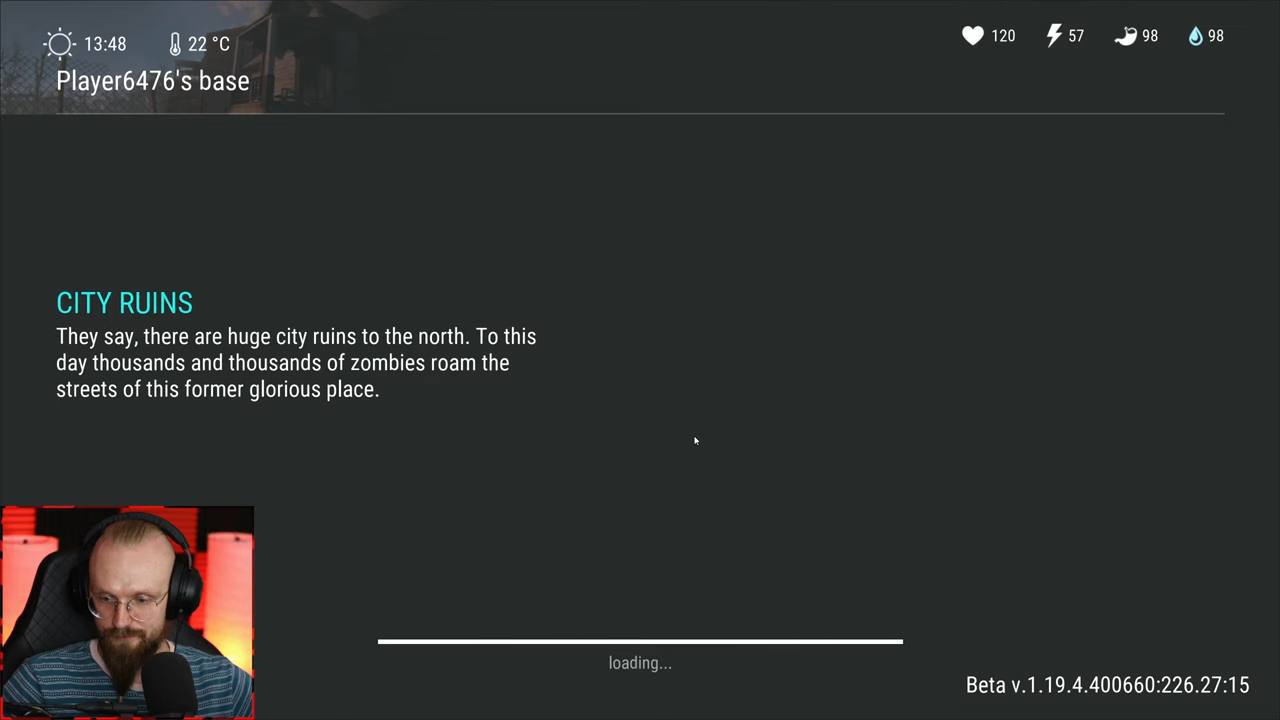 13:48 22 °C 120 57 98 98
Player6476's base
CITY RUINS
They say, there are huge city ruins to the north. To this
day thousands and thousands of zombies roam the
streets of this former glorious place.
loading...
Beta v.1.19.4.400660:226.27:15